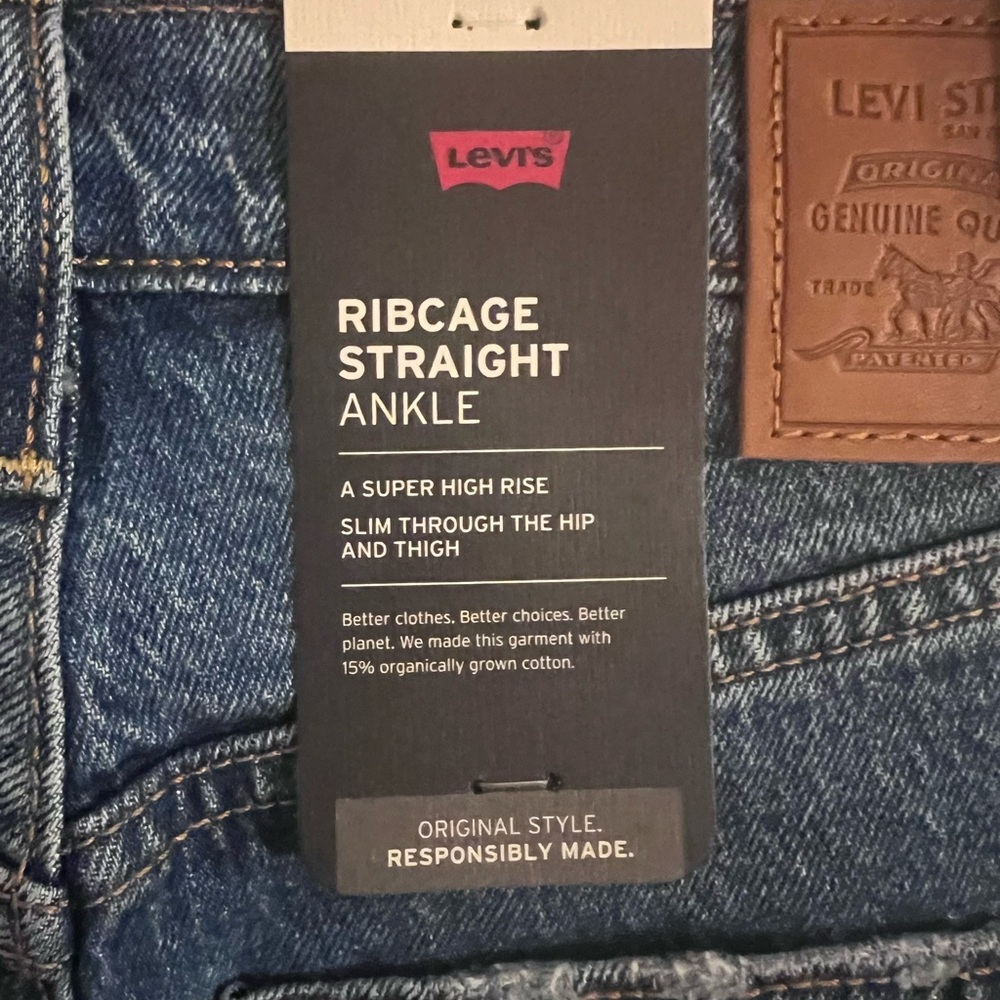 Levi's
RIBCAGE
STRAIGHT
ANKLE
A SUPER HIGH RISE
SLIM THROUGH THE HIP
AND THIGH
Better clothes. Better choices. Better
planet. We made this garment with
15% organically grown cotton.
ORIGINAL STYLE.
RESPONSIBLY MADE.
LEVI ST
SAN
ORIGINA
GENUINE QU
TRADE
PATENTED